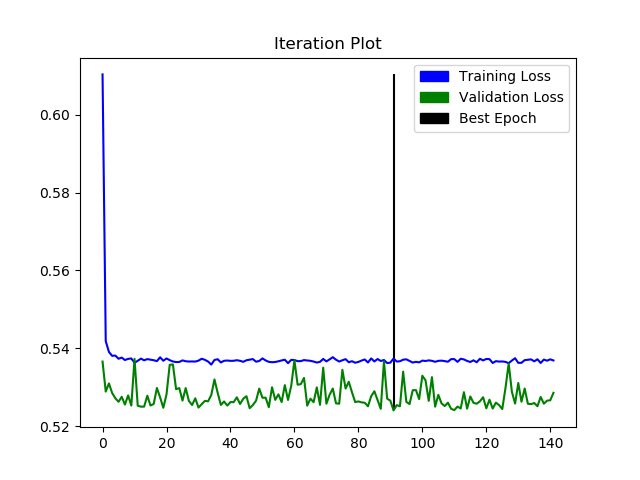 Iteration Plot
Training Loss
Validation Loss
Best Epoch
0.60
0.58
0.56
0.54
0.52
0 20 40 60 80 100 120 140